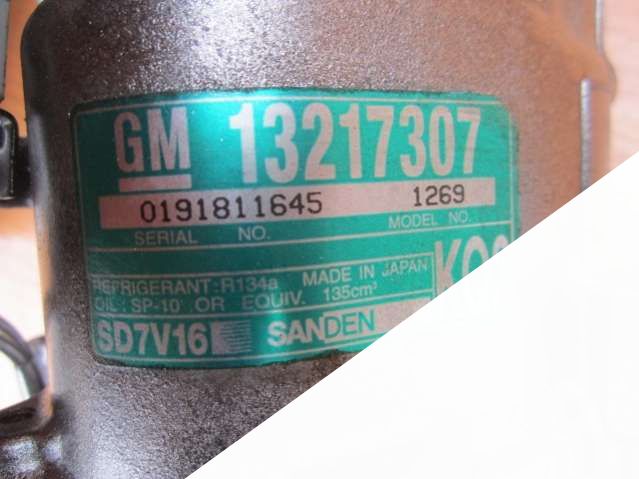 GM 13217307
0191811645 1269
SERIAL NO. MODEL NO.
REFRIGERANT:R134a MADE IN JAPAN
OIL: SP-10 OR EQUIV. 135cm³
SD7V16 SANDEN